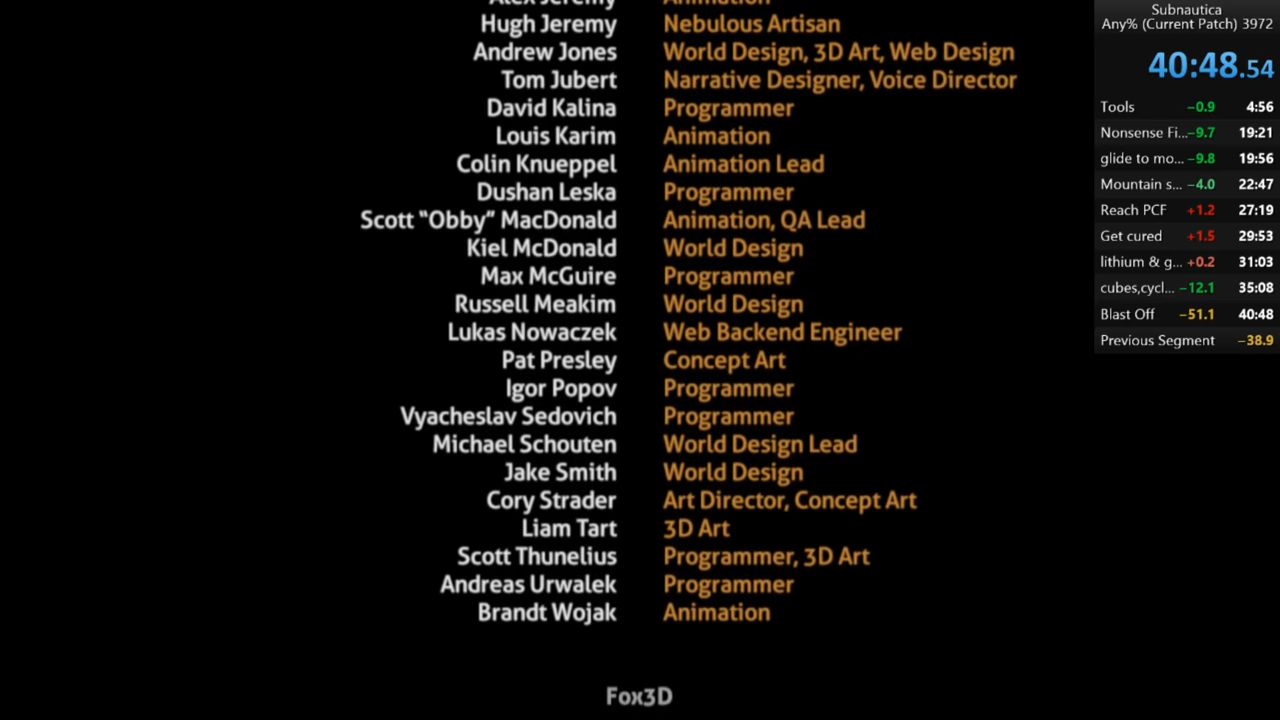 Alex Jeremy Animation
Hugh Jeremy Nebulous Artisan
Andrew Jones World Design, 3D Art, Web Design
Tom Jubert Narrative Designer, Voice Director
David Kalina Programmer
Louis Karim Animation
Colin Knueppel Animation Lead
Dushan Leska Programmer
Scott “Obby” MacDonald Animation, QA Lead
Kiel McDonald World Design
Max McGuire Programmer
Russell Meakim World Design
Lukas Nowaczek Web Backend Engineer
Pat Presley Concept Art
Igor Popov Programmer
Vyacheslav Sedovich Programmer
Michael Schouten World Design Lead
Jake Smith World Design
Cory Strader Art Director, Concept Art
Liam Tart 3D Art
Scott Thunelius Programmer, 3D Art
Andreas Urwalek Programmer
Brandt Wojak Animation
Fox3D
Subnautica
Any% (Current Patch) 3972
40:48.54
Tools −0.9 4:56
Nonsense Fi... −9.7 19:21
glide to mo... −9.8 19:56
Mountain s... −4.0 22:47
Reach PCF +1.2 27:19
Get cured +1.5 29:53
lithium & g... +0.2 31:03
cubes,cycl... −12.1 35:08
Blast Off −51.1 40:48
Previous Segment −38.9